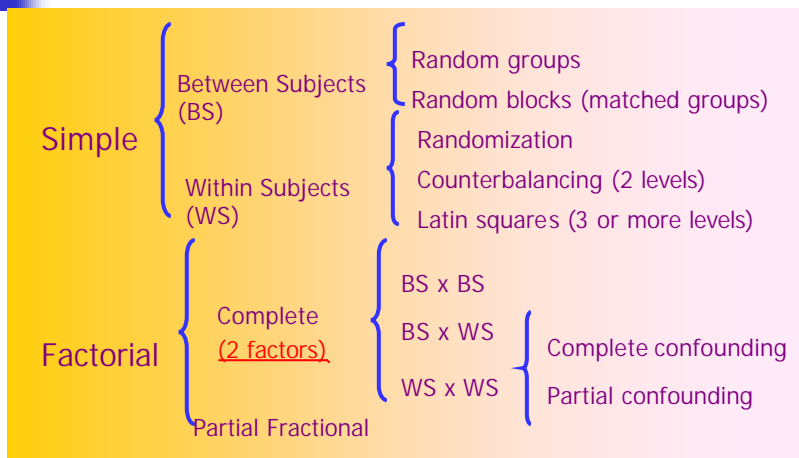 Simple
Between Subjects
(BS)
Random groups
Random blocks (matched groups)
Within Subjects
(WS)
Randomization
Counterbalancing (2 levels)
Latin squares (3 or more levels)
Factorial
Complete
(2 factors)
BS x BS
BS x WS
WS x WS
Complete confounding
Partial confounding
Partial Fractional